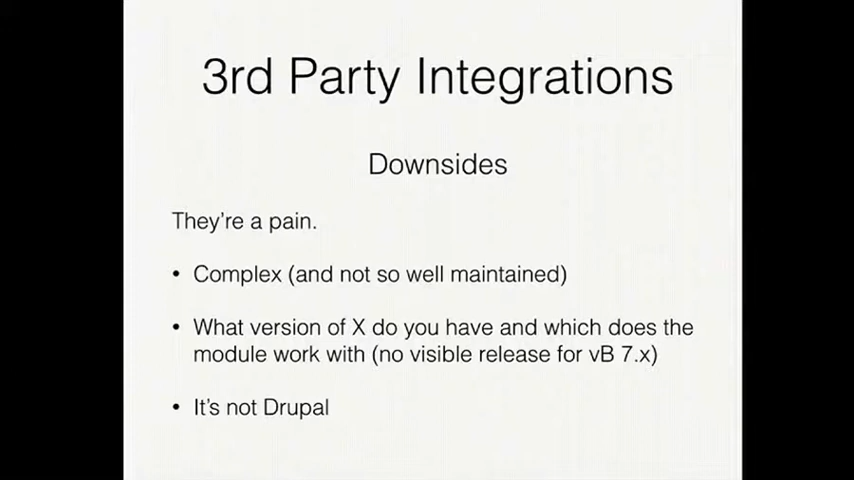 3rd Party Integrations
Downsides
They're a pain.
• Complex (and not so well maintained)
• What version of X do you have and which does the
module work with (no visible release for vB 7.x)
• It's not Drupal